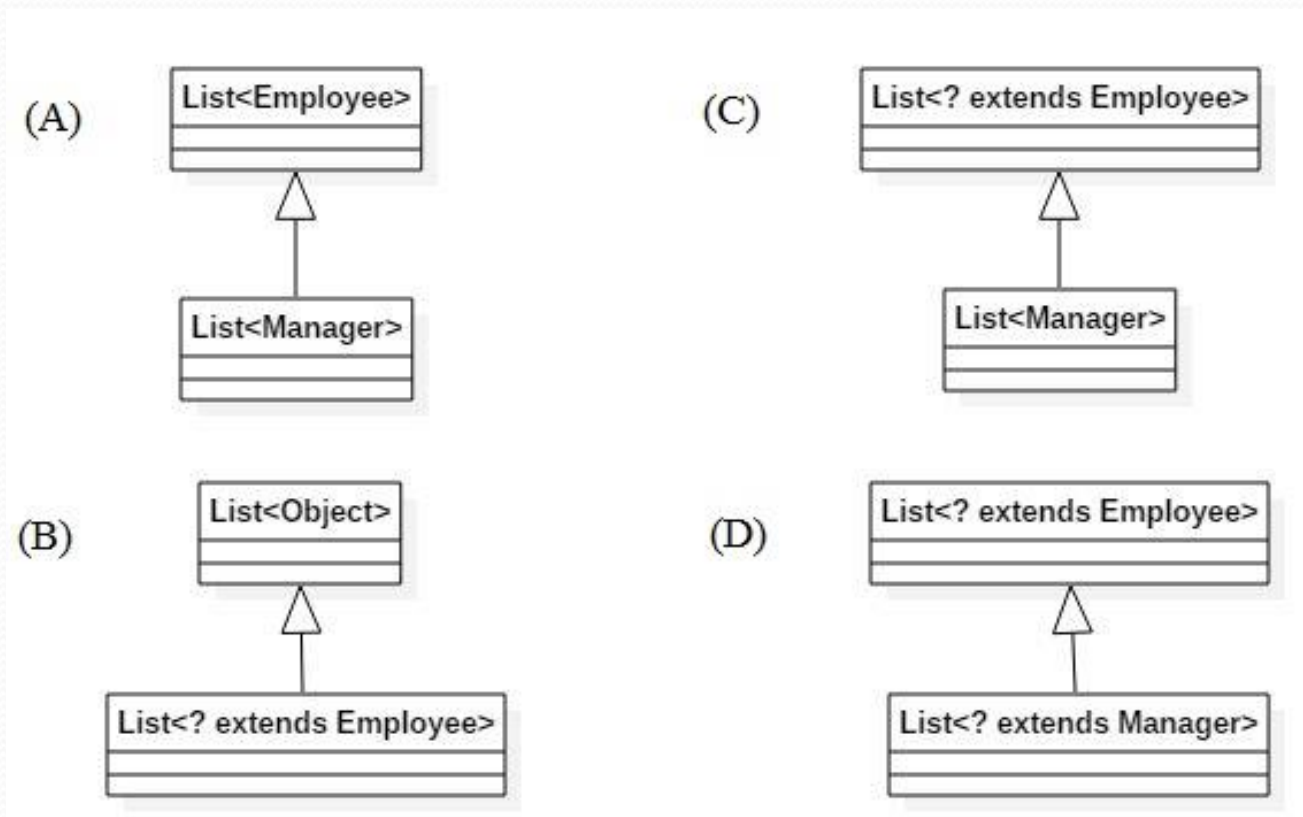 (A)
List<Employee>
List<Manager>
(B)
List<Object>
List<? extends Employee>
(C)
List<? extends Employee>
List<Manager>
(D)
List<? extends Employee>
List<? extends Manager>